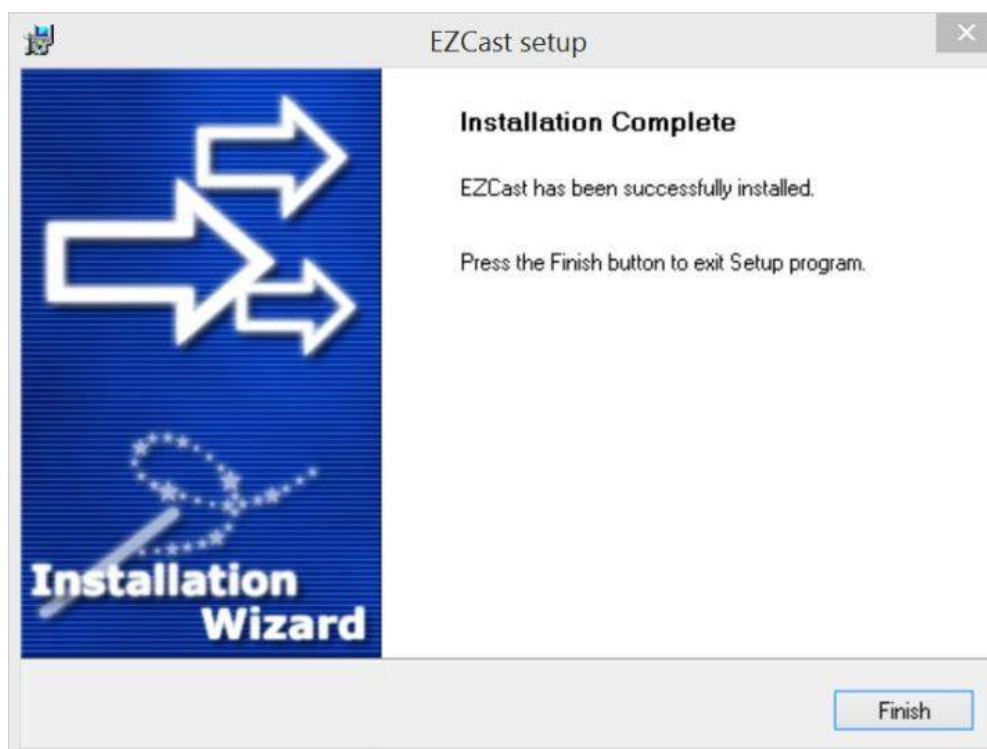 EZCast setup
Installation Complete
EZCast has been successfully installed.
Press the Finish button to exit Setup program.
Installation
Wizard
Finish